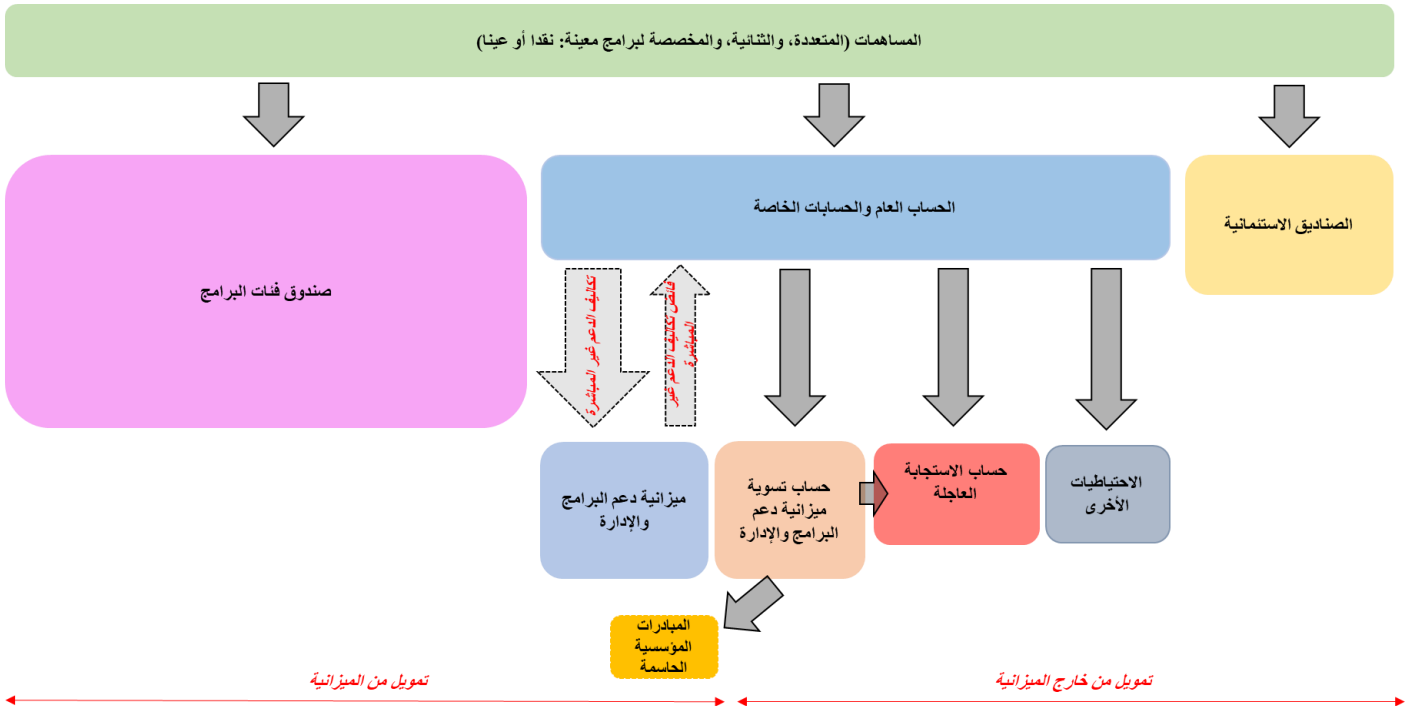 المساهمات (المتعددة، والثنائية، والمخصصة لبرامج معينة: نقدا أو عينا)
الصناديق الاستئمانية
الحساب العام والحسابات الخاصة
صندوق فئات البرامج
تكاليف الدعم غير المباشرة
فائض تكاليف الدعم غير
المباشرة
الاحتياطيات
الأخرى
حساب الاستجابة
العاجلة
حساب تسوية
ميزانية دعم
البرامج والإدارة
ميزانية دعم البرامج
والإدارة
المبادرات
المؤسسية
الحاسمة
تمويل من خارج الميزانية
تمويل من الميزانية